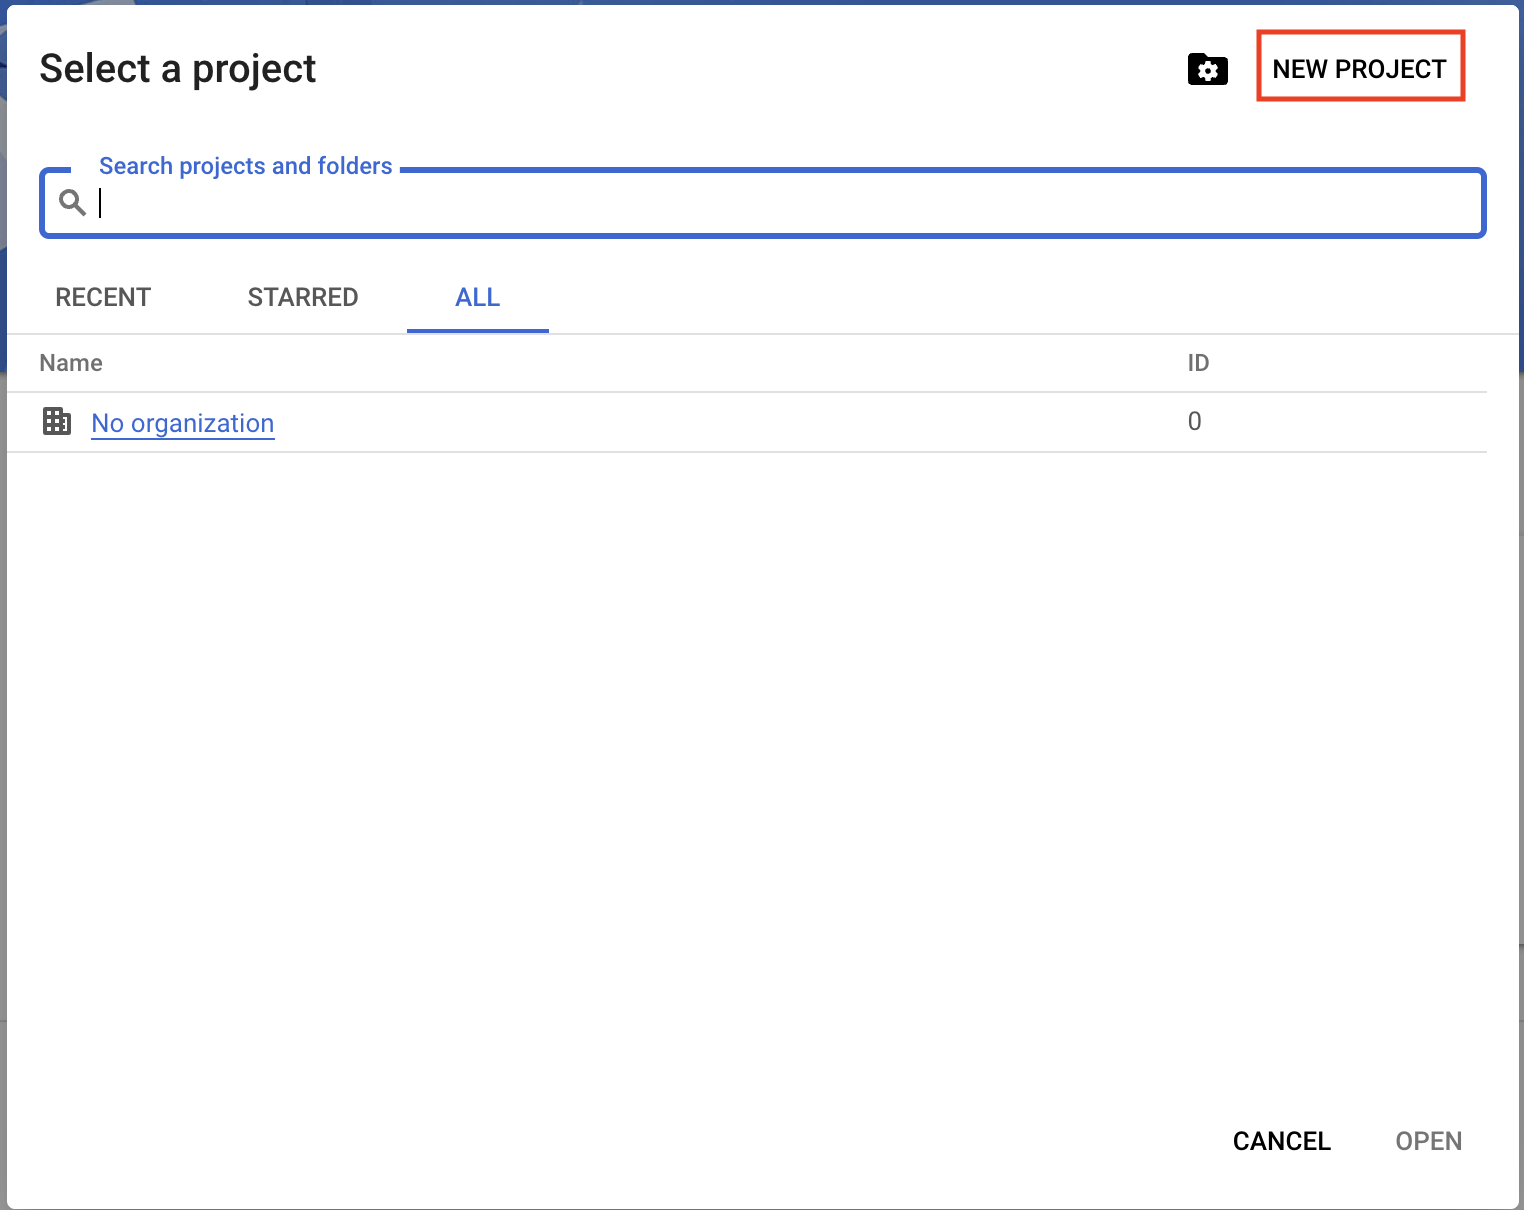 Select a project
NEW PROJECT
Search projects and folders
RECENT STARRED ALL
Name ID
No organization 0
CANCEL OPEN